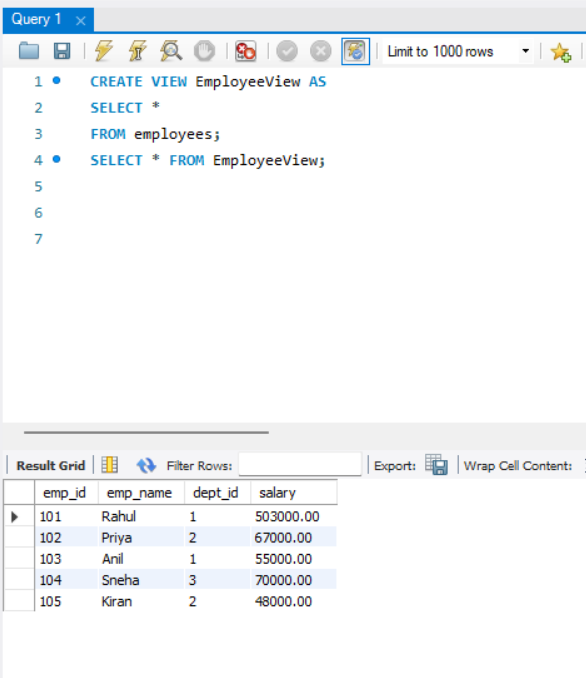 Query 1
Limit to 1000 rows
1 CREATE VIEW EmployeeView AS
2 SELECT *
3 FROM employees;
4 SELECT * FROM EmployeeView;
5
6
7
Result Grid Filter Rows: Export: Wrap Cell Content:
emp_id emp_name dept_id salary
101 Rahul 1 503000.00
102 Priya 2 67000.00
103 Anil 1 55000.00
104 Sneha 3 70000.00
105 Kiran 2 48000.00